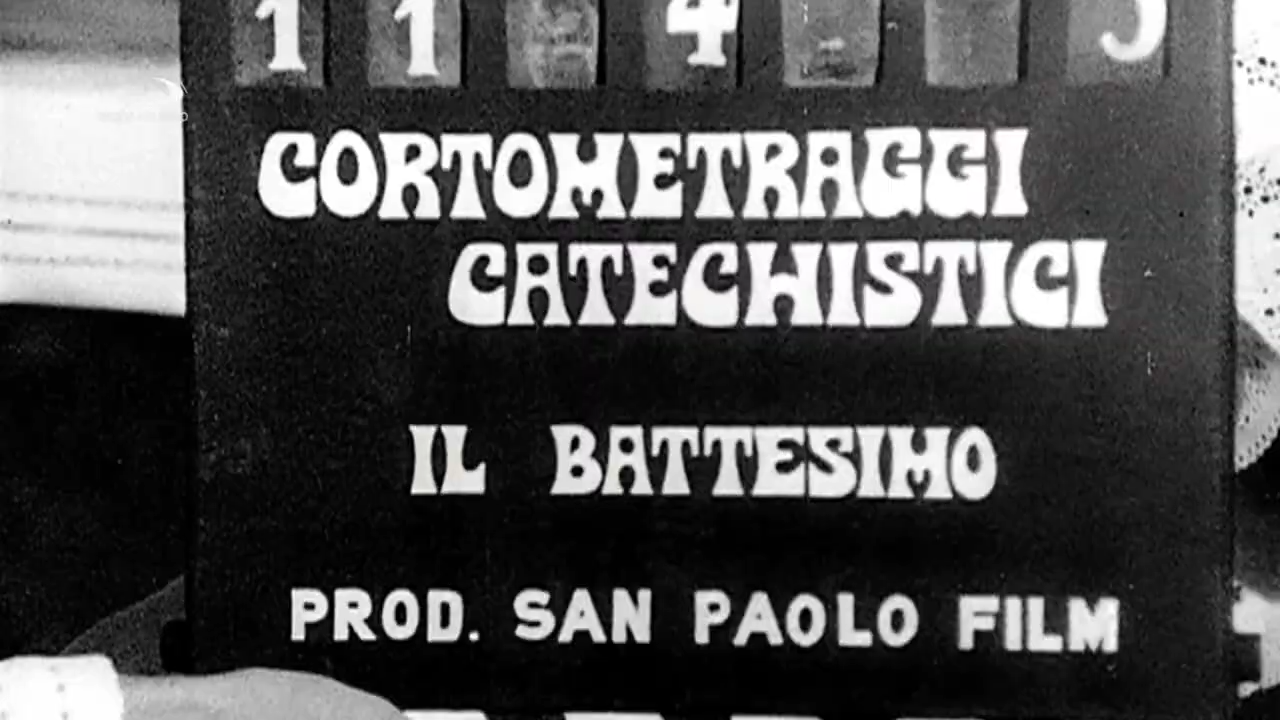 1 1 4 5
CORTOMETRAGGI
CATECHISTICI
IL BATTESIMO
PROD. SAN PAOLO FILM